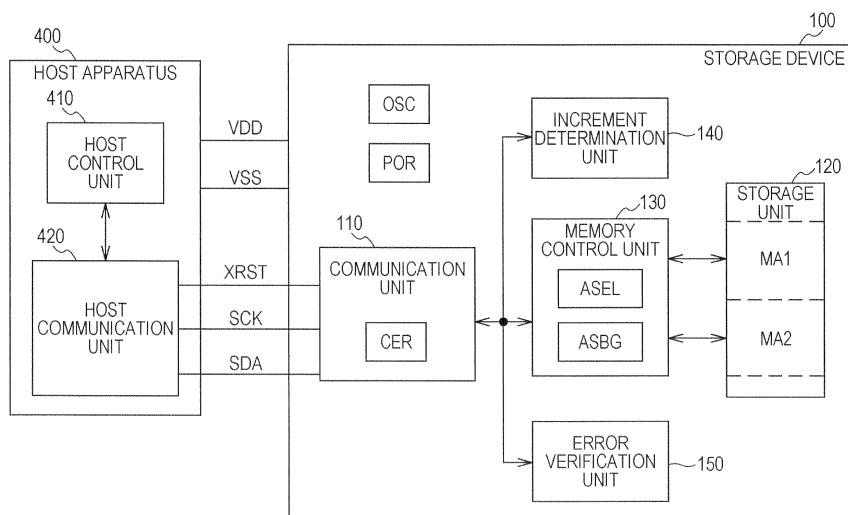 100
STORAGE DEVICE
400
HOST APPARATUS
410
HOST
CONTROL
UNIT
420
HOST
COMMUNICATION
UNIT
VDD
VSS
XRST
SCK
SDA
OSC
POR
110
COMMUNICATION
UNIT
CER
INCREMENT
DETERMINATION
UNIT
140
130
MEMORY
CONTROL UNIT
ASEL
ASBG
120
STORAGE
UNIT
MA1
MA2
ERROR
VERIFICATION
UNIT
150